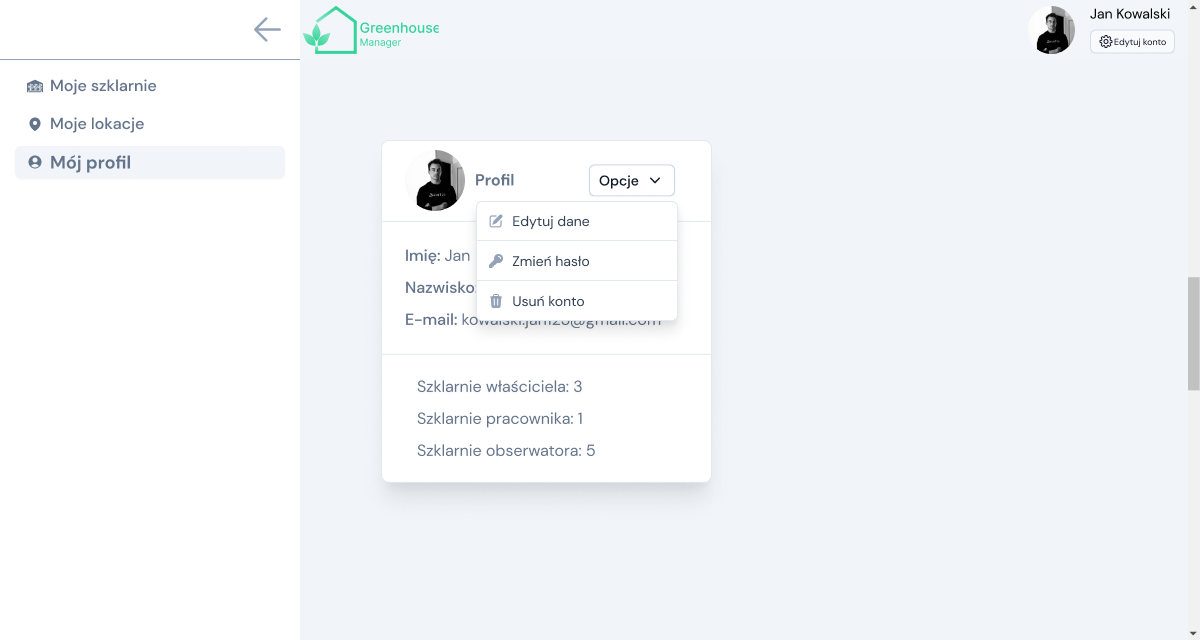 Greenhouse
Manager
Jan Kowalski
Edytuj konto
Moje szklarnie
Moje lokacje
Mój profil
Profil
Opcje
Edytuj dane
Zmień hasło
Usuń konto
Imię: Jan
Nazwisko:
E-mail: kowalski.jan123@gmail.com
Szklarnie właściciela: 3
Szklarnie pracownika: 1
Szklarnie obserwatora: 5